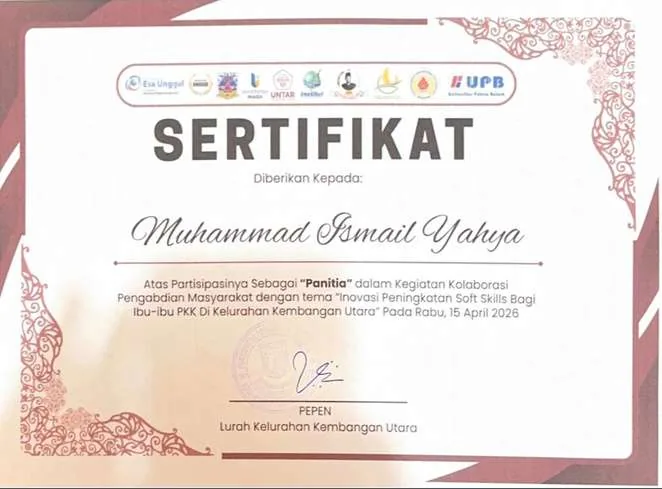 Esa Unggul
UNTAR
UPB
SERTIFIKAT
Diberikan Kepada:
Muhammad Ismail Yahya
Atas Partisipasinya Sebagai “Panitia” dalam Kegiatan Kolaborasi
Pengabdian Masyarakat dengan tema “Inovasi Peningkatan Soft Skills Bagi
Ibu-ibu PKK Di Kelurahan Kembangan Utara” Pada Rabu, 15 April 2026
PEPEN
Lurah Kelurahan Kembangan Utara